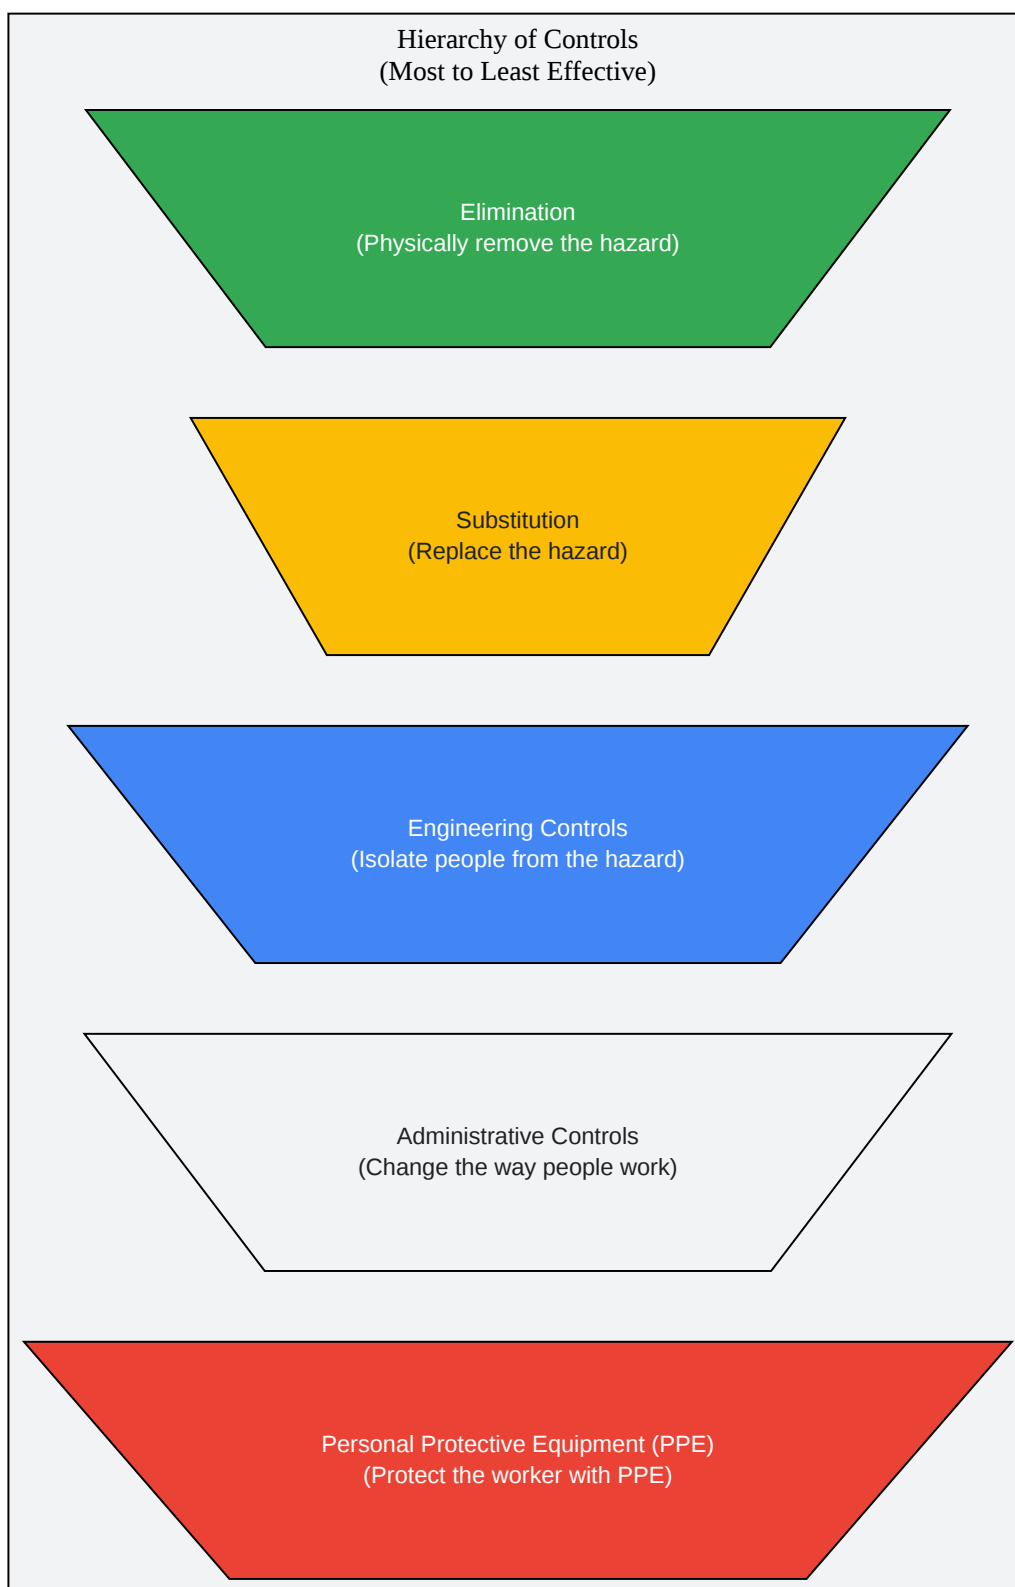 Hierarchy of Controls
(Most to Least Effective)
Elimination
(Physically remove the hazard)
Substitution
(Replace the hazard)
Engineering Controls
(Isolate people from the hazard)
Administrative Controls
(Change the way people work)
Personal Protective Equipment (PPE)
(Protect the worker with PPE)